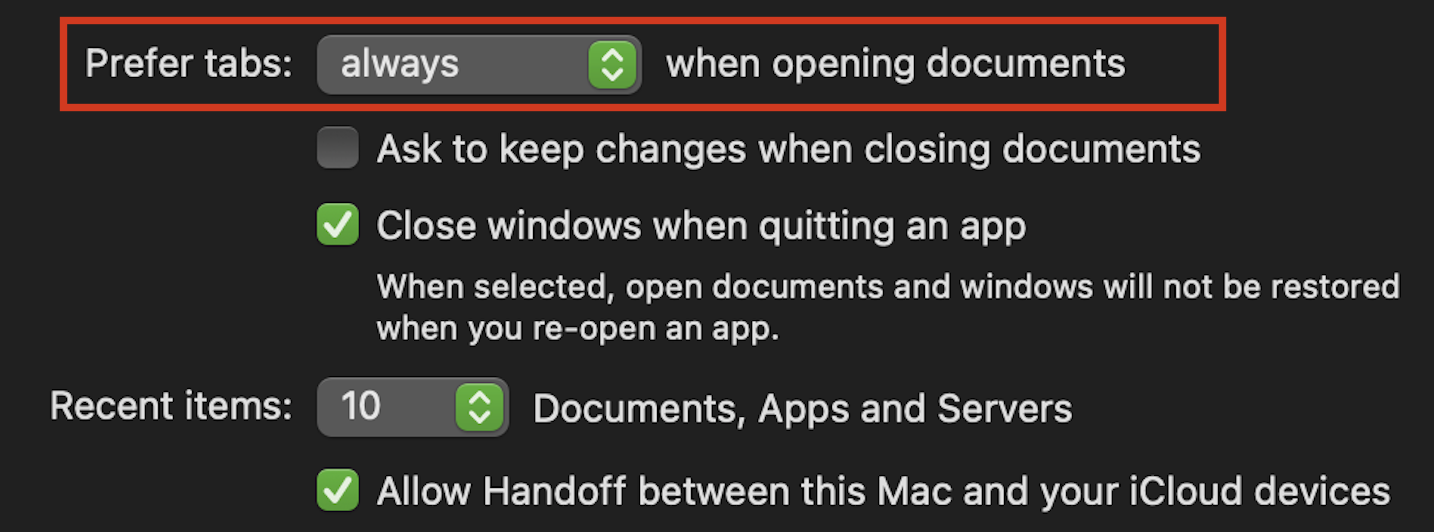 Prefer tabs: always when opening documents
Ask to keep changes when closing documents
Close windows when quitting an app
When selected, open documents and windows will not be restored
when you re-open an app.
Recent items: 10 Documents, Apps and Servers
Allow Handoff between this Mac and your iCloud devices